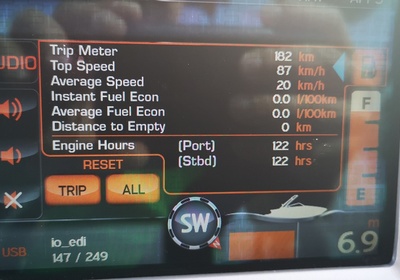 AUDIO
Trip Meter 182 km
Top Speed 87 km/h
Average Speed 20 km/h
Instant Fuel Econ 0.0 l/100km
Average Fuel Econ 0.0 l/100km
Distance to Empty 0 km
Engine Hours (Port) 122 hrs
(Stbd) 122 hrs
RESET
TRIP ALL
F
E
SW
USB
io_edi
147 / 249
m
6.9